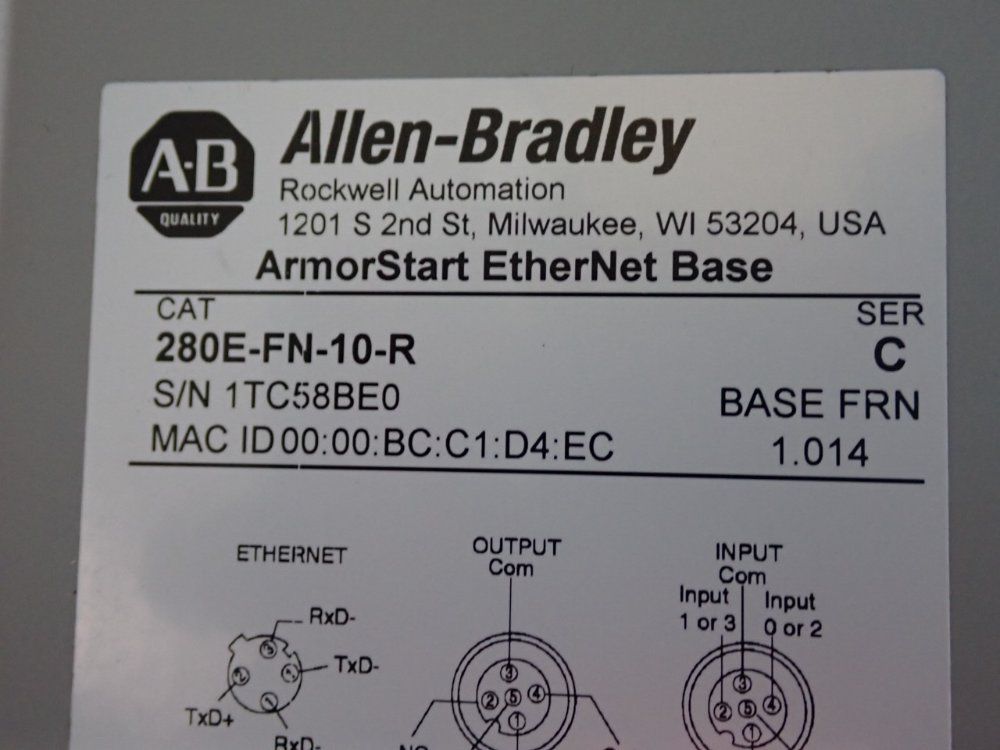 A-B
QUALITY
Allen-Bradley
Rockwell Automation
1201 S 2nd St, Milwaukee, WI 53204, USA
ArmorStart EtherNet Base
CAT
SER
280E-FN-10-R
C
S/N 1TC58BE0
BASE FRN
MAC ID 00:00:BC:C1:D4:EC
1.014
ETHERNET
OUTPUT
Com
INPUT
Com
Input
1 or 3
Input
0 or 2
RxD-
TxD-
TxD+
RxD-
3
2
5
4
1
3
2
5
4
1